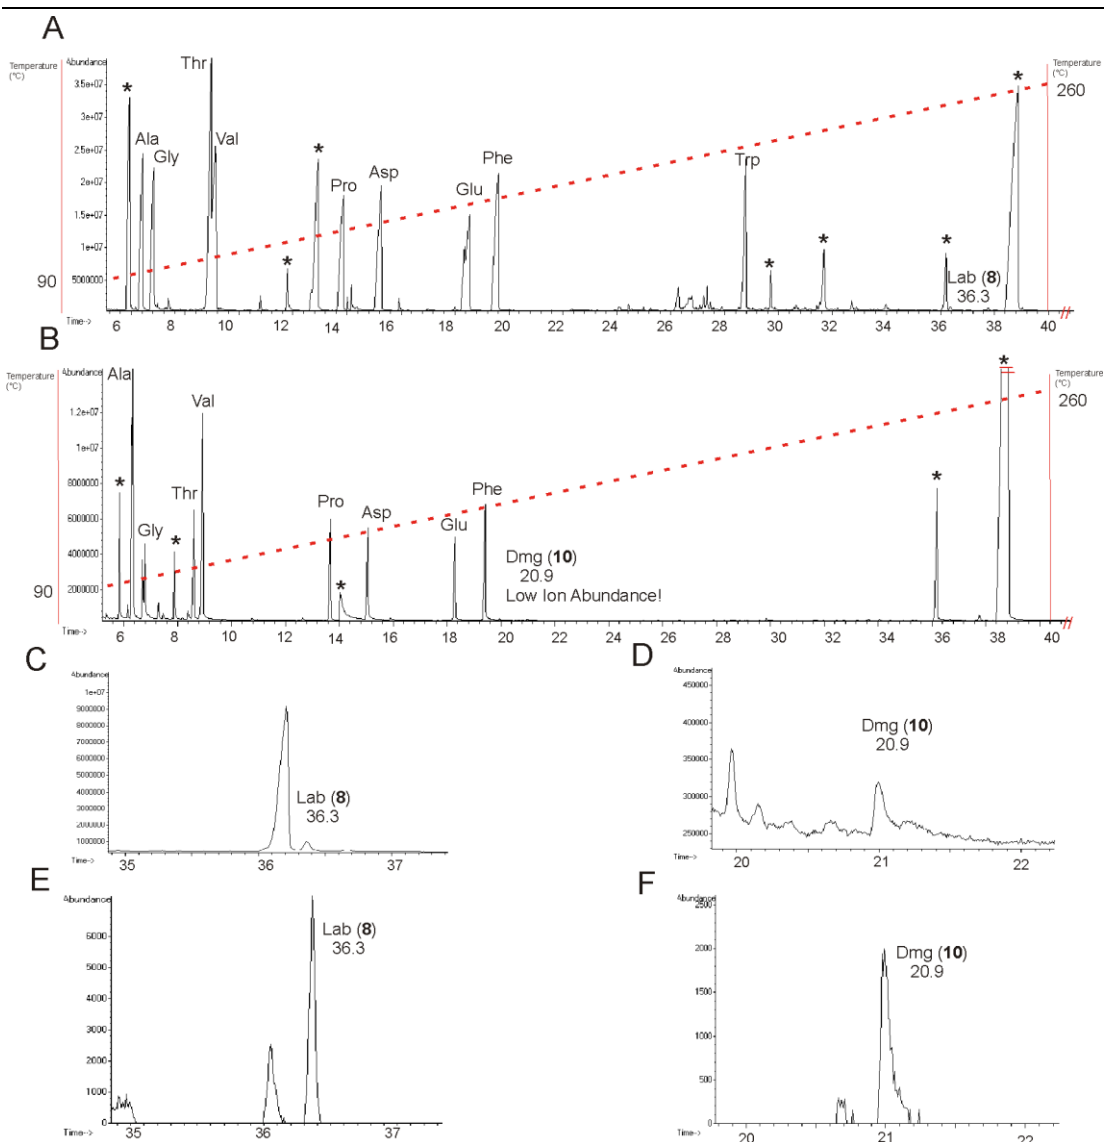 A
Temperature
(°C)
Abundance
Thr
*
*
Temperature
(°C)
260
3.5e+07
3e+07
2.5e+07
2e+07
1.5e+07
1e+07
5000000
90
Ala
Gly
Val
*
*
Pro
Asp
Glu
Phe
Trp
*
*
*
Lab (8)
36.3
Time-->
6 8 10 12 14 16 18 20 22 24 26 28 30 32 34 36 38 40
B
Temperature
(°C)
Abundance
Ala
*
Temperature
(°C)
260
1.2e+07
1e+07
8000000
6000000
4000000
2000000
90
*
Gly
*
Thr
Val
Pro
*
Asp
Glu
Phe
Dmg (10)
20.9
Low Ion Abundance!
*
Time-->
6 8 10 12 14 16 18 20 22 24 26 28 30 32 34 36 38 40
C
Abundance
1e+07
9000000
8000000
7000000
6000000
5000000
4000000
3000000
2000000
1000000
Lab (8)
36.3
Time-->
35 36 37
D
Abundance
450000
400000
350000
300000
250000
Dmg (10)
20.9
Time-->
20 21 22
E
Abundance
6000
5000
4000
3000
2000
1000
0
Lab (8)
36.3
Time-->
35 36 37
F
Abundance
2500
2000
1500
1000
500
0
Dmg (10)
20.9
Time-->
20 21 22